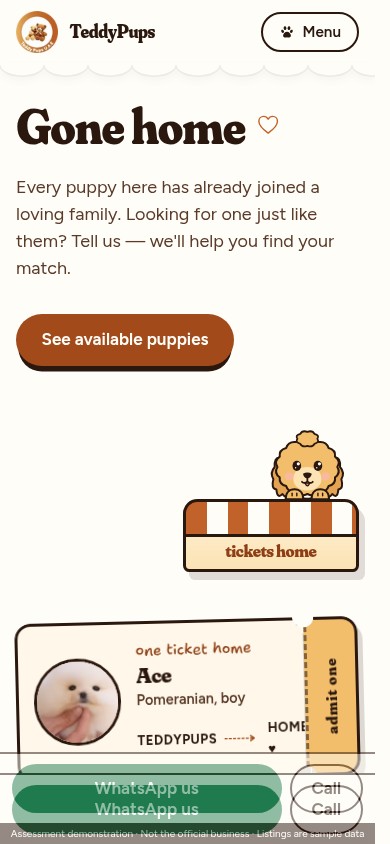 TeddyPups
Menu
Gone home
Every puppy here has already joined a
loving family. Looking for one just like
them? Tell us — we'll help you find your
match.
See available puppies
tickets home
one ticket home
Ace
Pomeranian, boy
TEDDYPUPS
HOME
♥
admit one
WhatsApp us
Call
WhatsApp us
Call
Assessment demonstration · Not the official business · Listings are sample data